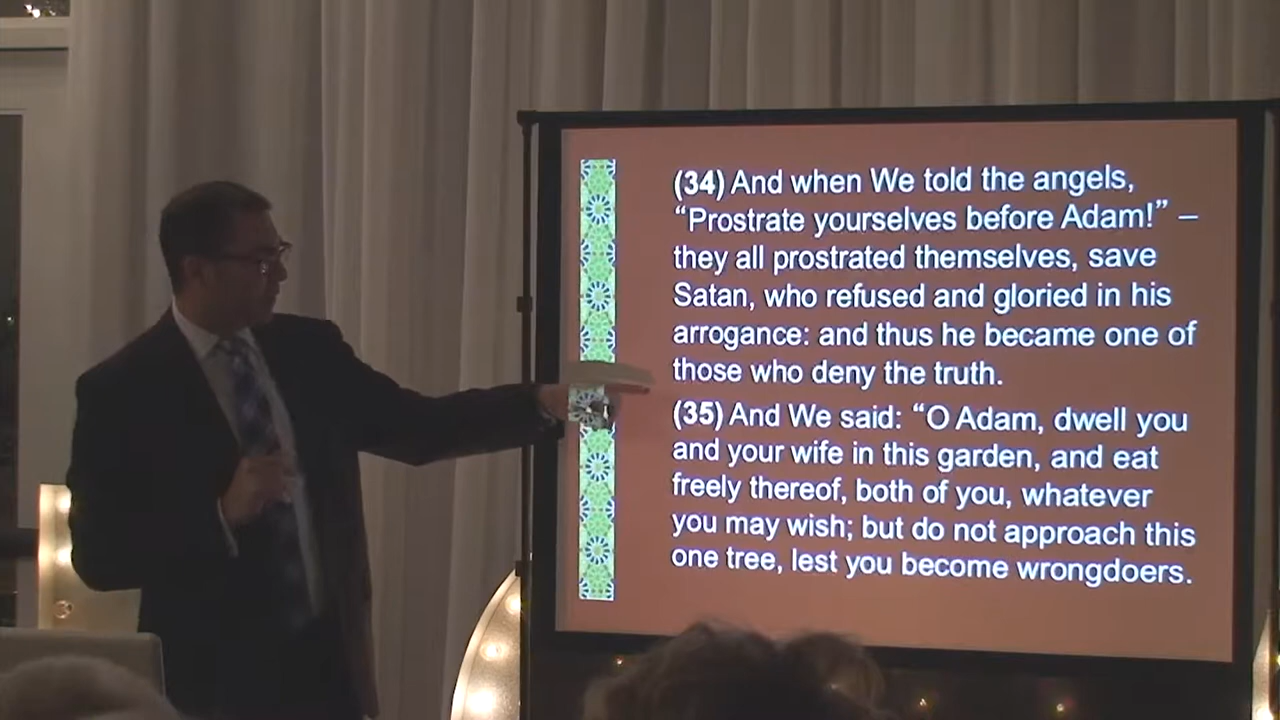 (34) And when We told the angels,
“Prostrate yourselves before Adam!” –
they all prostrated themselves, save
Satan, who refused and gloried in his
arrogance: and thus he became one of
those who deny the truth.
(35) And We said: “O Adam, dwell you
and your wife in this garden, and eat
freely thereof, both of you, whatever
you may wish; but do not approach this
one tree, lest you become wrongdoers.